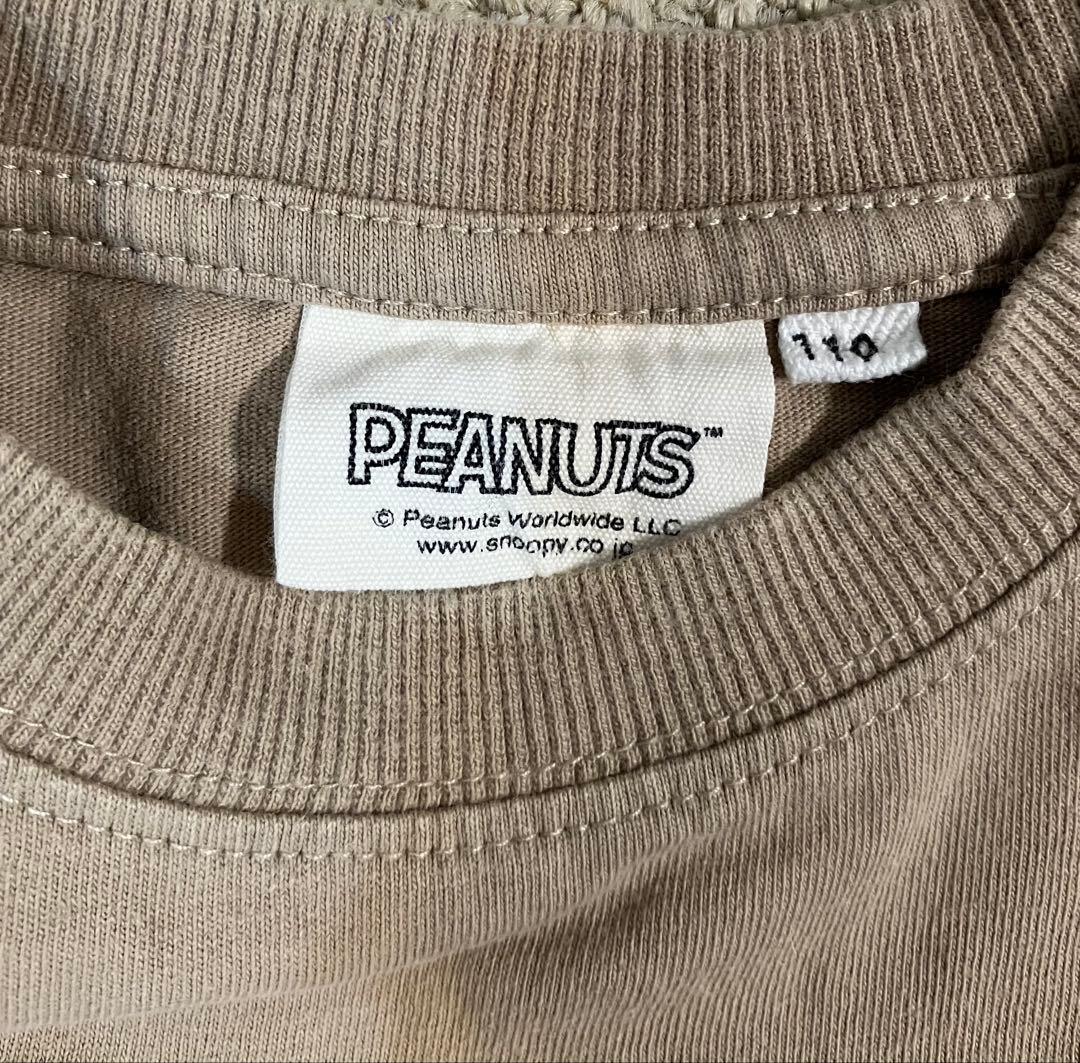 PEANUTS™
© Peanuts Worldwide LLC
www.snoopy.co.jp
110